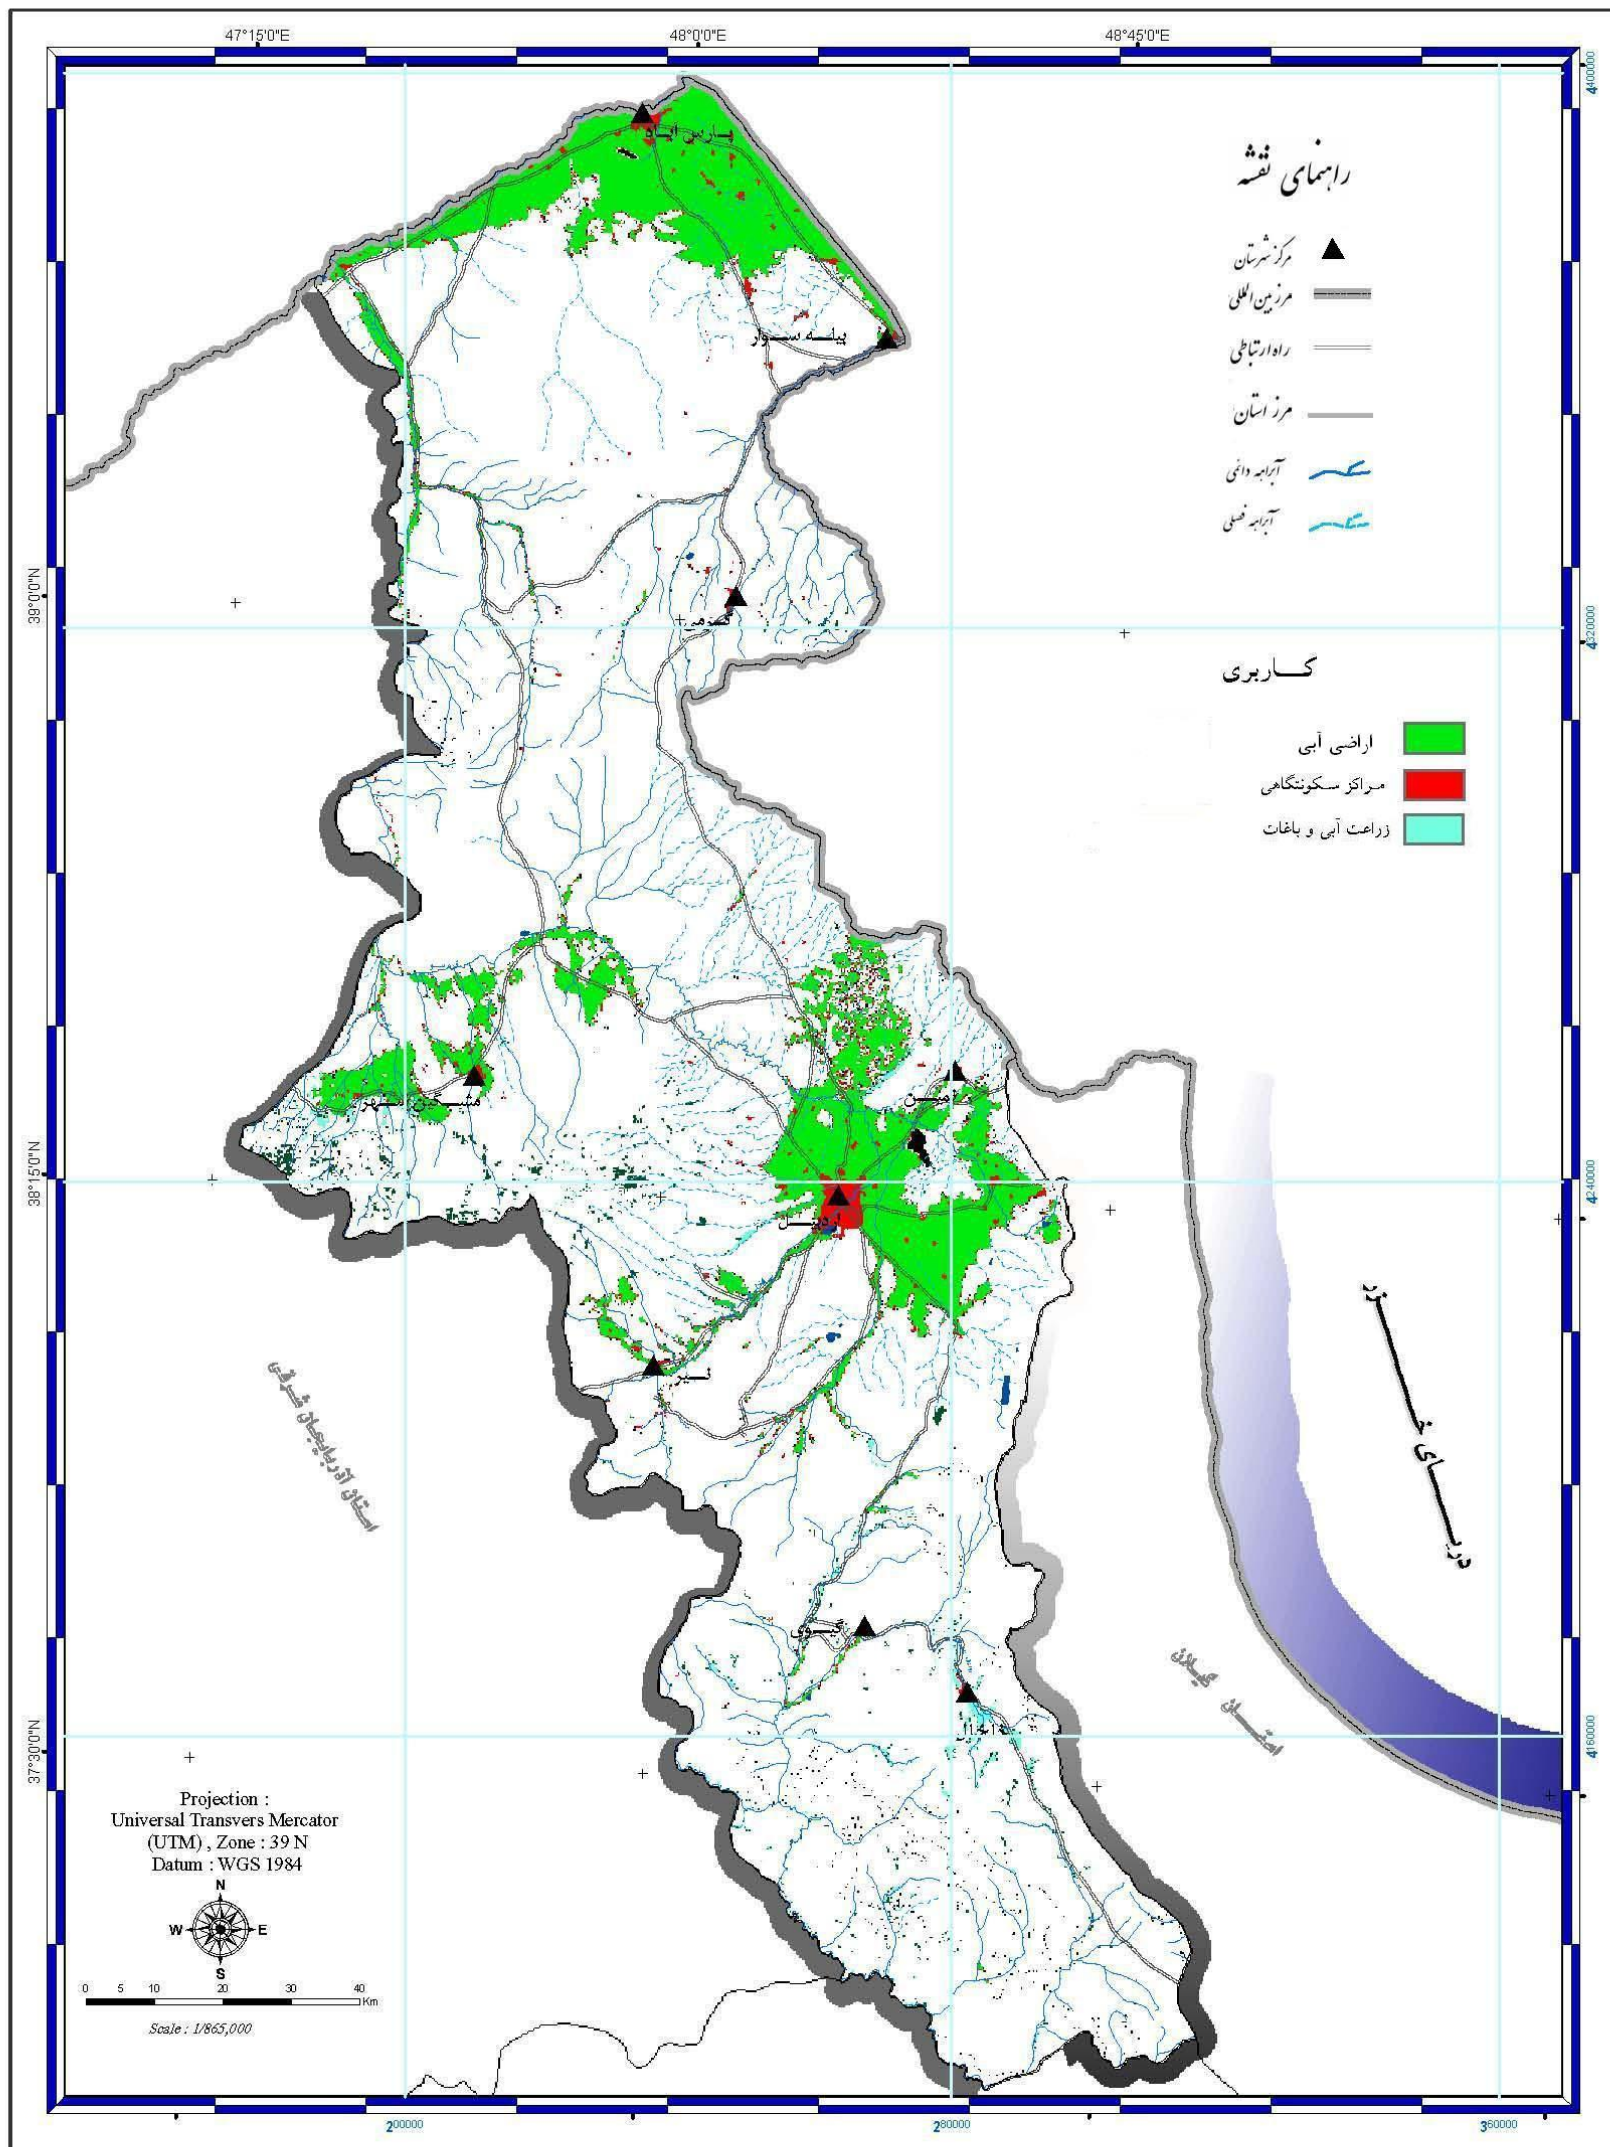 47°15'0"E
48°0'0"E
48°45'0"E
4400000
راهنمای نقشه
مرکز شهرستان
مرز بین المللی
راه ارتباطی
مرز استان
آبراهه دائمی
آبراهه فصلی
پارس آباد
بیله سوار
گرمی
39°0'0"N
4320000
کاربری
اراضی آبی
مراکز سکونتگاهی
زراعت آبی و باغات
مشگین شهر
نامین
38°15'0"N
4240000
اردبیل
نیر
دریای خزر
استان آذربایجان شرقی
گیوی
استان گیلان
خلخال
37°30'0"N
4160000
Projection :
Universal Transvers Mercator
(UTM) , Zone : 39 N
Datum : WGS 1984
N
W
E
S
0 5 10 20 30 40
Km
Scale : 1/865,000
200000
280000
360000